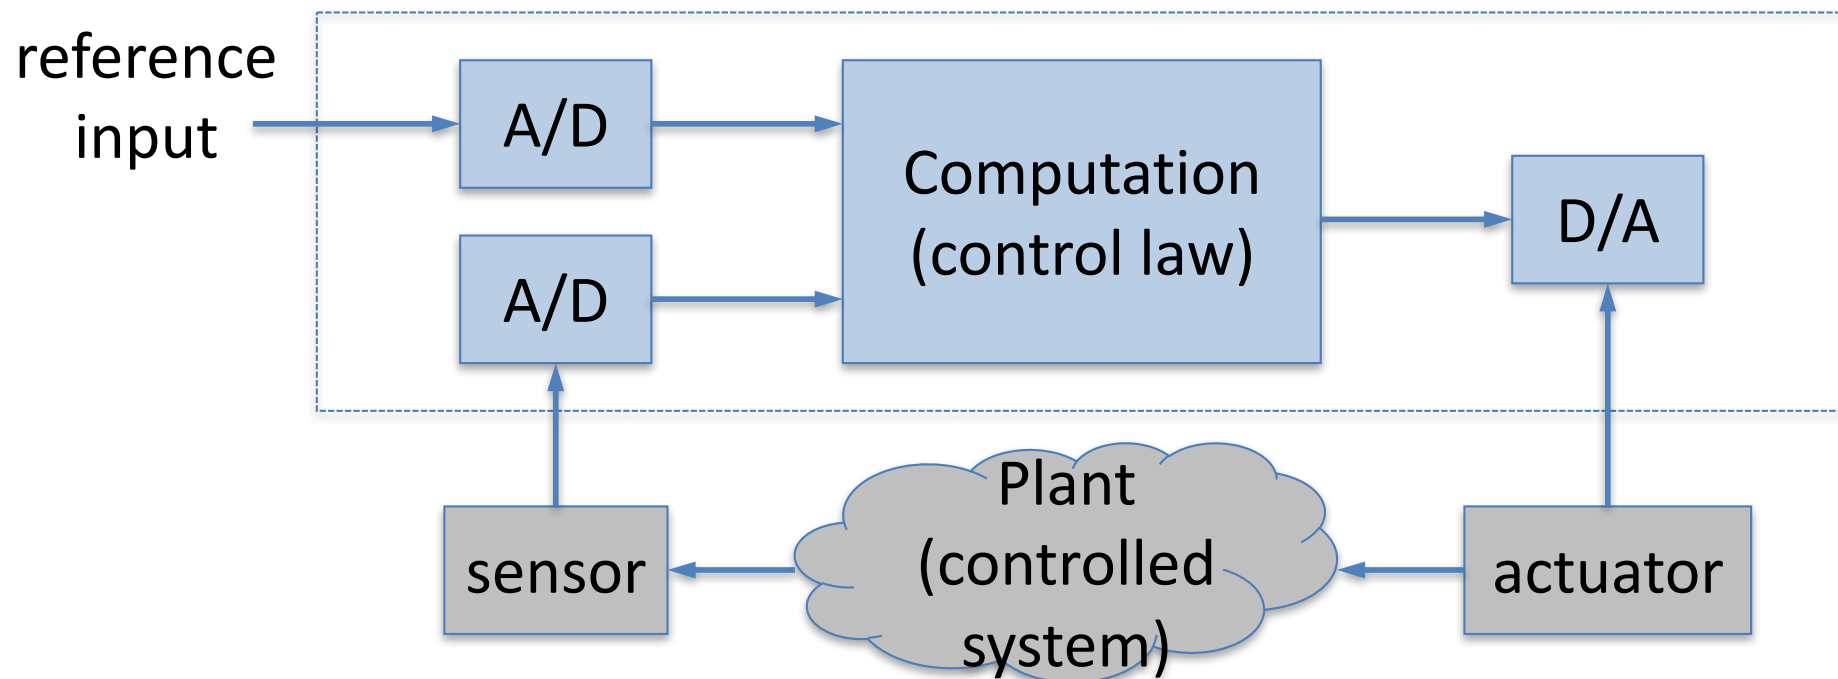 reference
input
A/D
Computation
(control law)
D/A
A/D
sensor
Plant
(controlled
system)
actuator